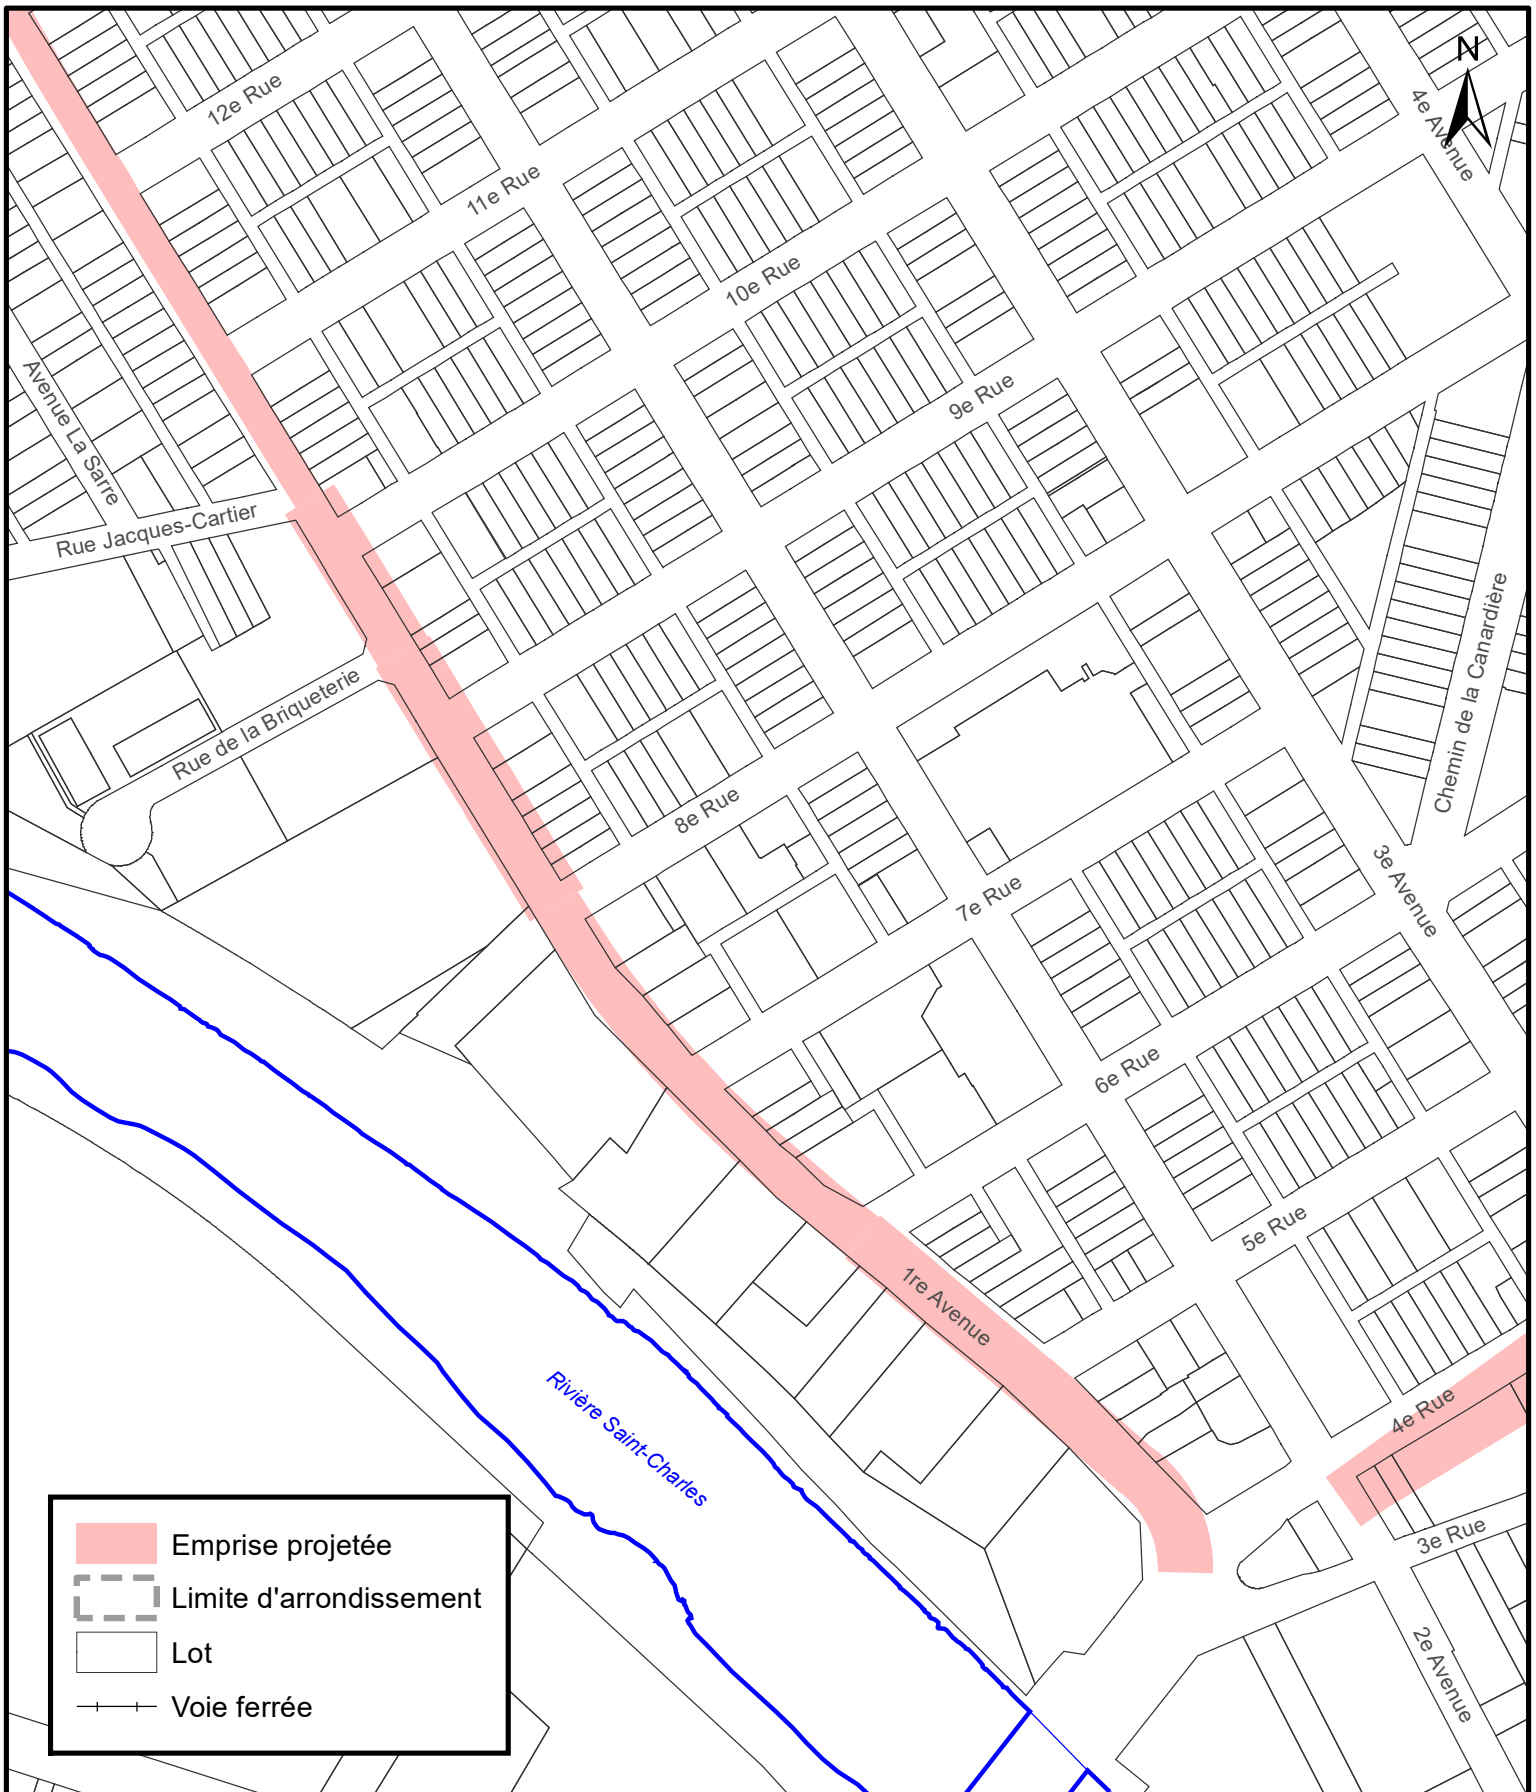 N
12e Rue
4e Avenue
11e Rue
10e Rue
9e Rue
Avenue La Sarre
Rue Jacques-Cartier
Chemin de la Canardière
Rue de la Briqueterie
8e Rue
7e Rue
3e Avenue
6e Rue
5e Rue
1re Avenue
4e Rue
Rivière Saint-Charles
3e Rue
2e Avenue
Emprise projetée
Limite d'arrondissement
Lot
Voie ferrée